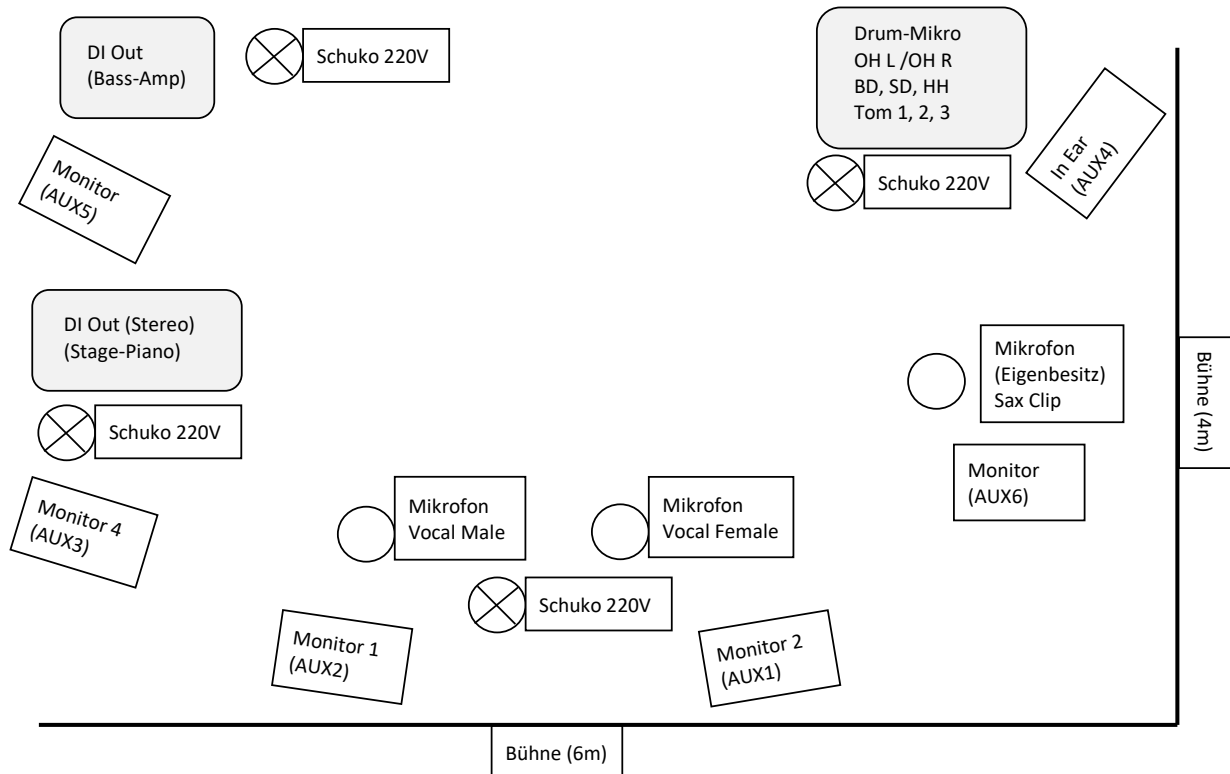 DI Out
(Bass-Amp)
Schuko 220V
Drum-Mikro
OH L /OH R
BD, SD, HH
Tom 1, 2, 3
In Ear
(AUX4)
Schuko 220V
Monitor
(AUX5)
DI Out (Stereo)
(Stage-Piano)
Schuko 220V
Mikrofon
(Eigenbesitz)
Sax Clip
Bühne (4m)
Monitor
(AUX6)
Monitor 4
(AUX3)
Mikrofon
Vocal Male
Mikrofon
Vocal Female
Schuko 220V
Monitor 1
(AUX2)
Monitor 2
(AUX1)
Bühne (6m)